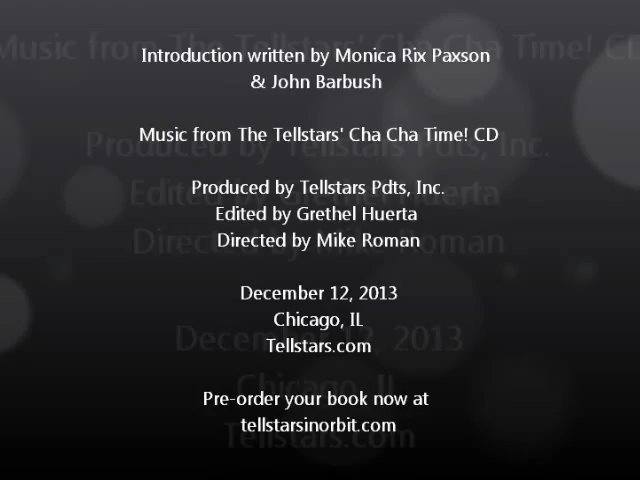 Introduction written by Monica Rix Paxson
& John Barbush
Music from The Tellstars' Cha Cha Time! CD
Produced by Tellstars Pdts, Inc.
Edited by Grethel Huerta
Directed by Mike Roman
December 12, 2013
Chicago, IL
Tellstars.com
Pre-order your book now at
tellstarsinorbit.com